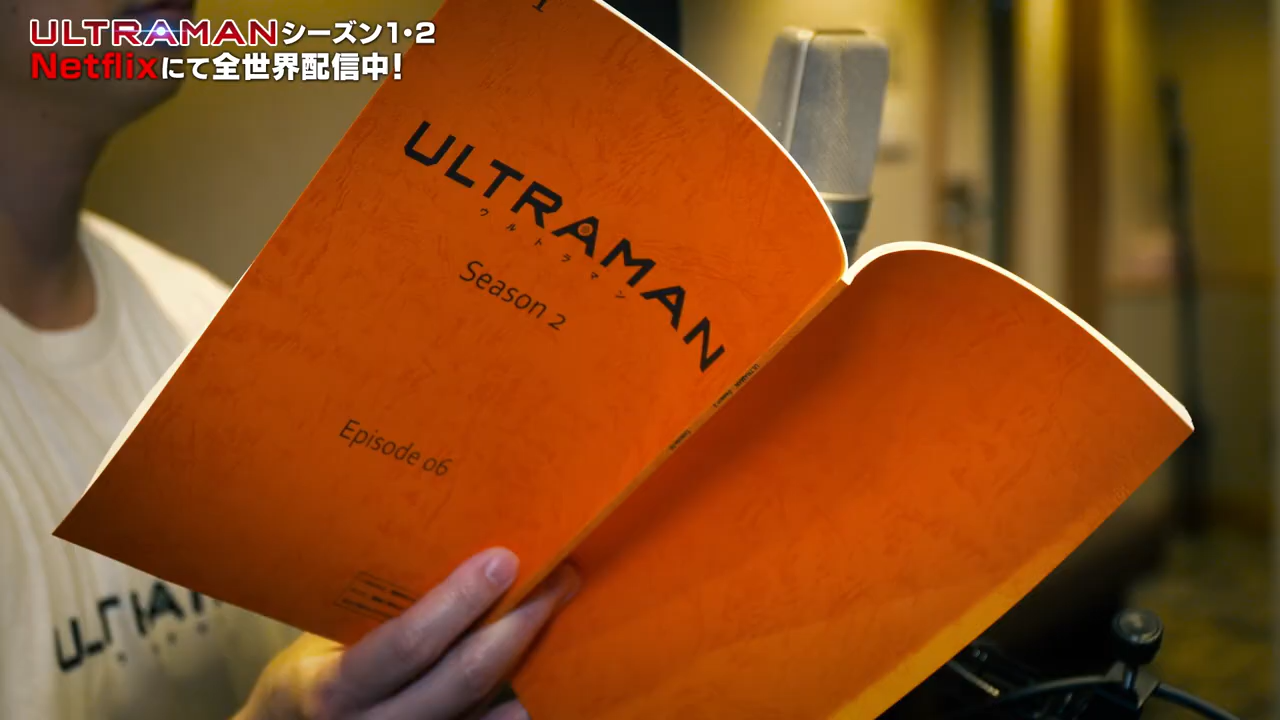 ULTRAMANシーズン1・2
Netflixにて全世界配信中!
1
ULTRAMAN
ウルトラマン
Season 2
Episode 06